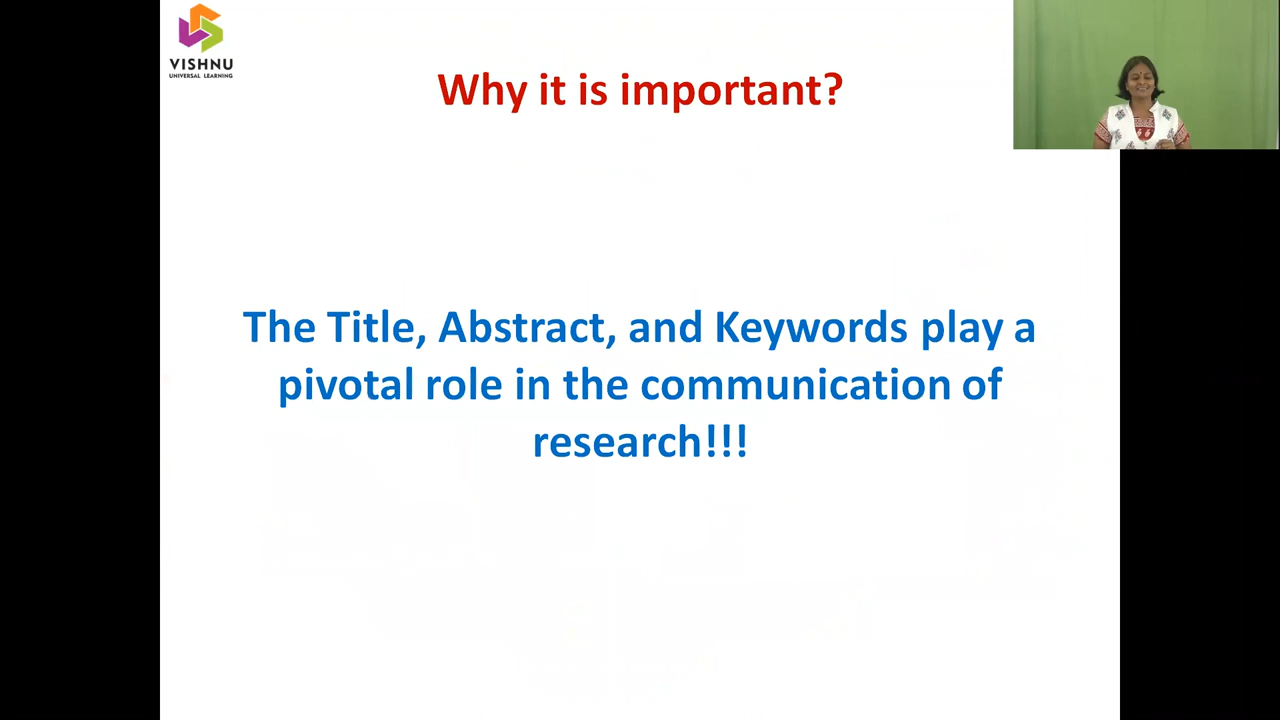 VISHNU
UNIVERSAL LEARNING
Why it is important?
The Title, Abstract, and Keywords play a
pivotal role in the communication of
research!!!